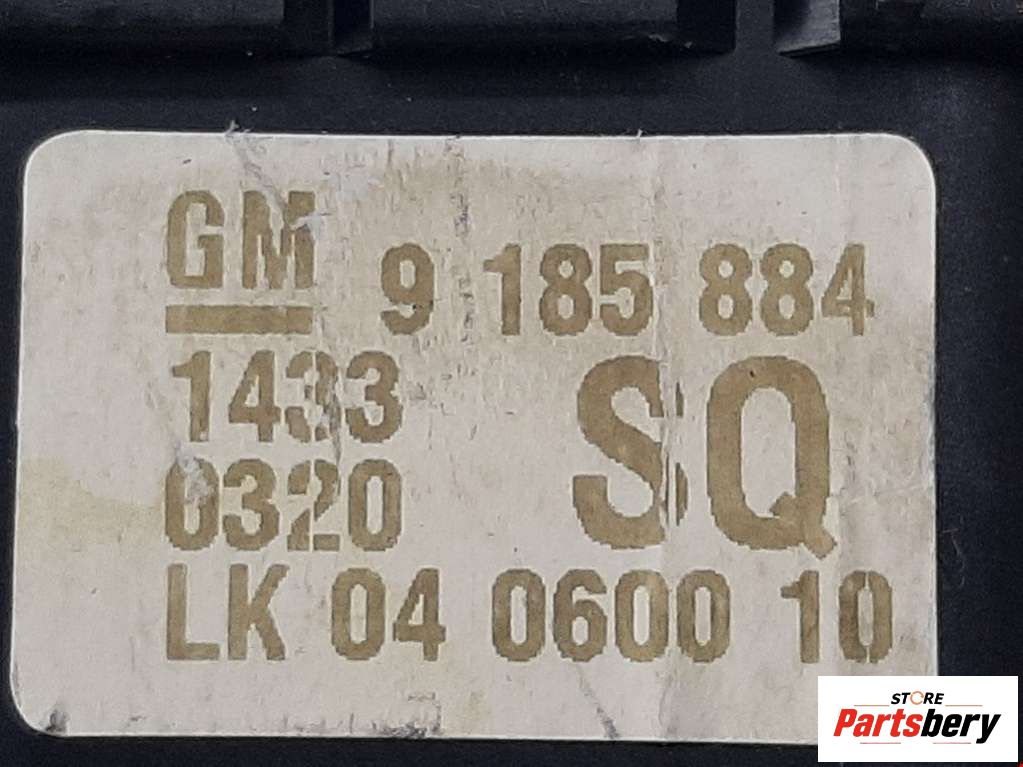 GM 9 185 884
1433
0320
SQ
LK 04 0600 10
STORE
Partsbery